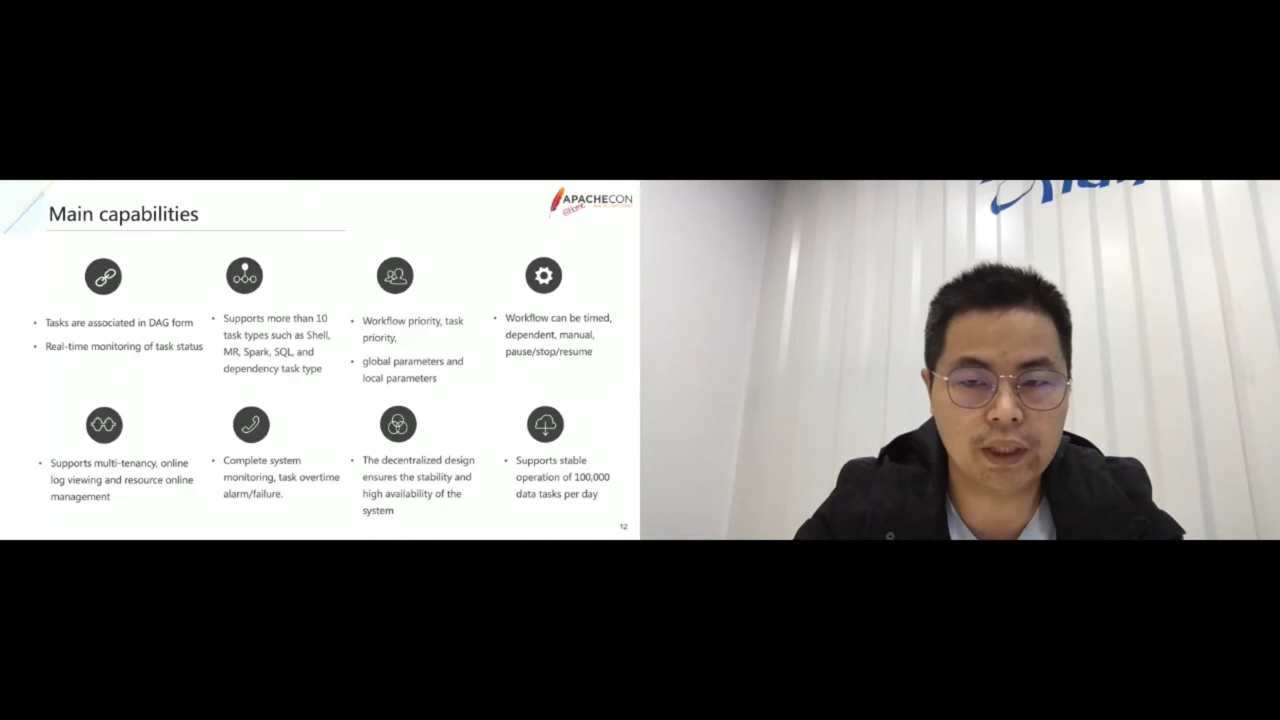 Main capabilities
APACHECON
@Home
Tasks are associated in DAG form
Real-time monitoring of task status
Supports more than 10
task types such as Shell,
MR, Spark, SQL, and
dependency task type
Workflow priority, task
priority,
global parameters and
local parameters
Workflow can be timed,
dependent, manual,
pause/stop/resume
Supports multi-tenancy, online
log viewing and resource online
management
Complete system
monitoring, task overtime
alarm/failure.
The decentralized design
ensures the stability and
high availability of the
system
Supports stable
operation of 100,000
data tasks per day
12